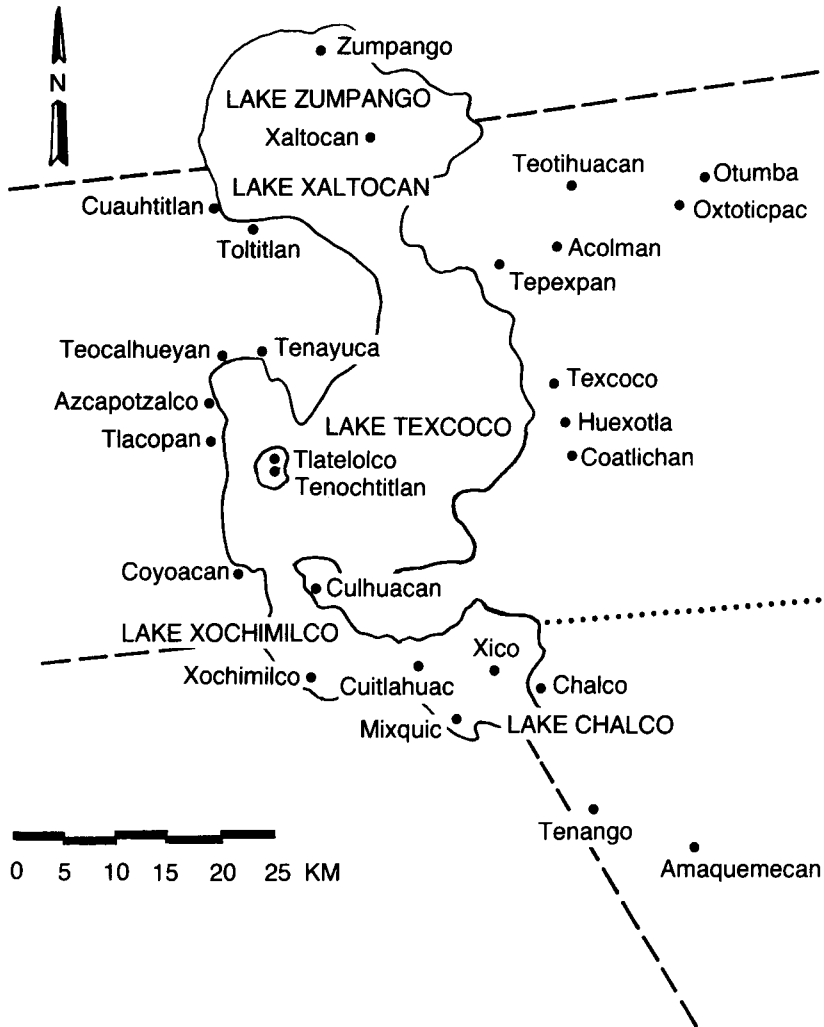 Zumpango
N
LAKE ZUMPANGO
Xaltocan
Teotihuacan
Otumba
LAKE XALTOCAN
Cuauhtitlan
Oxtoticpac
Toltitlan
Acolman
Tepexpan
Teocalhueyan
Tenayuca
Texcoco
Azcapotzalco
Huexotla
LAKE TEXCOCO
Tlacopan
Tlatelolco
Coatlichan
Tenochtitlan
Coyoacan
Culhuacan
LAKE XOCHIMILCO
Xico
Xochimilco
Cuitlahuac
Chalco
Mixquic
LAKE CHALCO
Tenango
Amaquemecan
0 5 10 15 20 25 KM